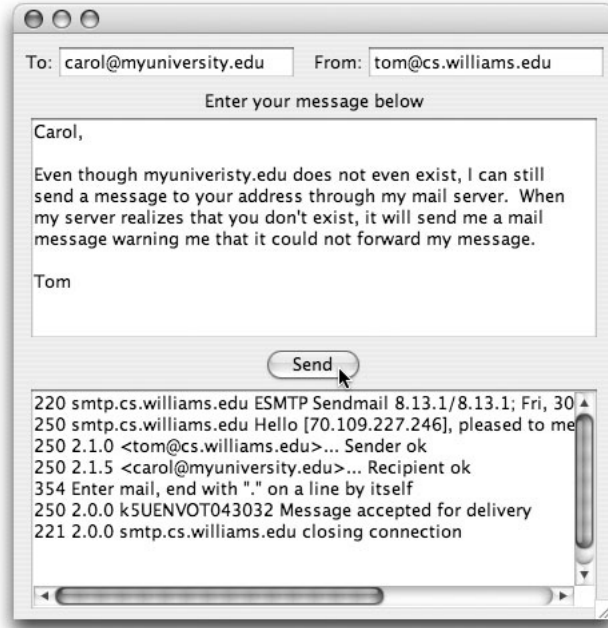 To: carol@myuniversity.edu From: tom@cs.williams.edu
Enter your message below
Carol,
Even though myuniveristy.edu does not even exist, I can still
send a message to your address through my mail server. When
my server realizes that you don't exist, it will send me a mail
message warning me that it could not forward my message.
Tom
Send
220 smtp.cs.williams.edu ESMTP Sendmail 8.13.1/8.13.1; Fri, 30
250 smtp.cs.williams.edu Hello [70.109.227.246], pleased to me
250 2.1.0 <tom@cs.williams.edu>... Sender ok
250 2.1.5 <carol@myuniversity.edu>... Recipient ok
354 Enter mail, end with "." on a line by itself
250 2.0.0 k5UENVOT043032 Message accepted for delivery
221 2.0.0 smtp.cs.williams.edu closing connection